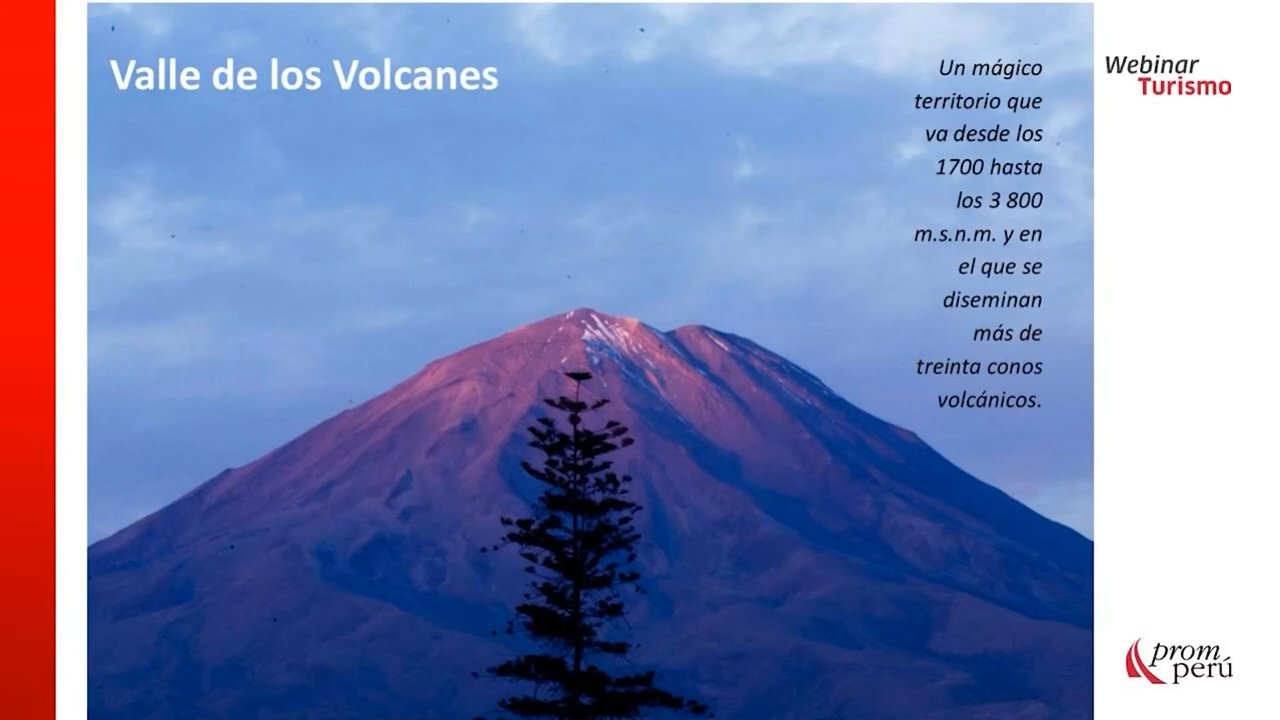 Valle de los Volcanes
Un mágico
territorio que
va desde los
1700 hasta
los 3 800
m.s.n.m. y en
el que se
diseminan
más de
treinta conos
volcánicos.
Webinar
Turismo
prom
perú